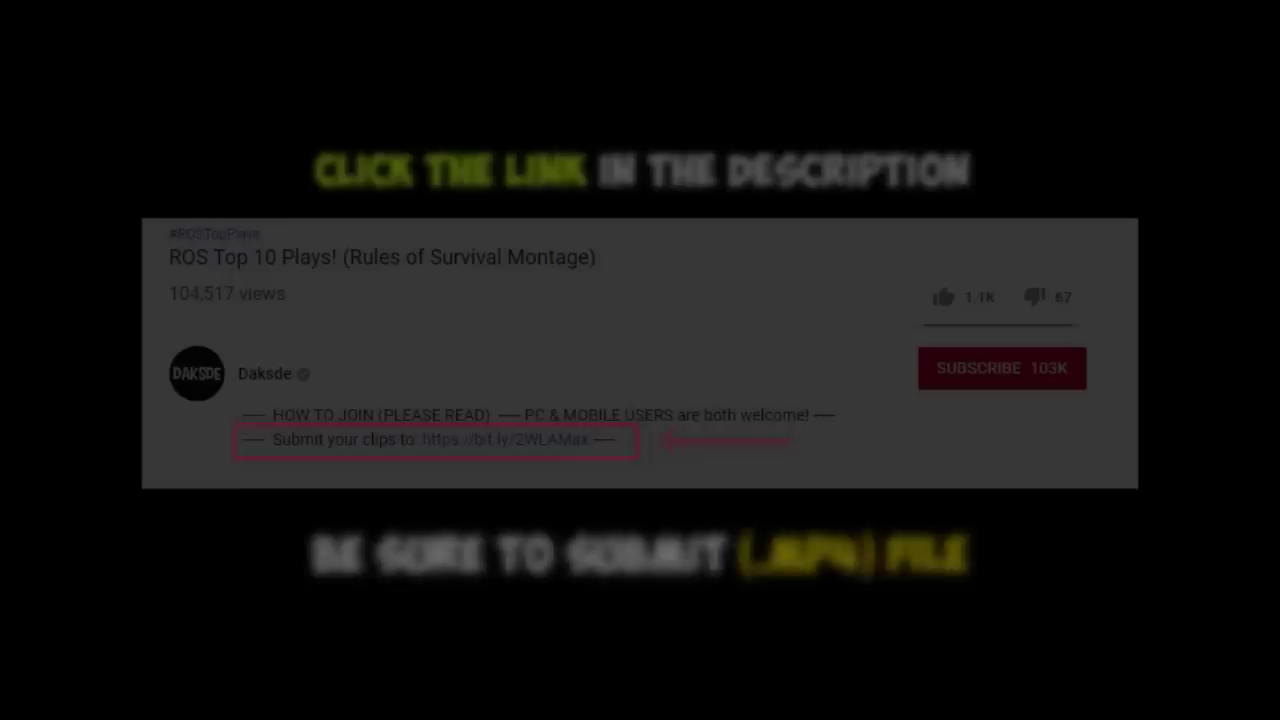 CLICK THE LINK IN THE DESCRIPTION
#ROSTopPlays
ROS Top 10 Plays! (Rules of Survival Montage)
104,517 views
1.1K 67
DAKSDE Daksde
SUBSCRIBE 103K
── HOW TO JOIN (PLEASE READ) ── PC & MOBILE USERS are both welcome! ──
── Submit your clips to: https://bit.ly/2WLAMax ──
BE SURE TO SUBMIT (.MP4) FILE